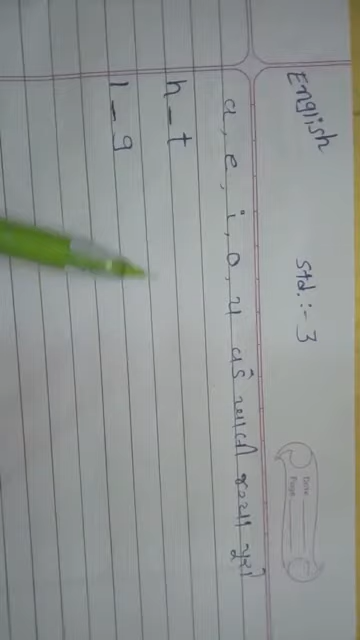 English Std. :- 3
Date
Page
a, e, i, o, u વડે ખાલી જગ્યા પૂરો
h_t
l_g